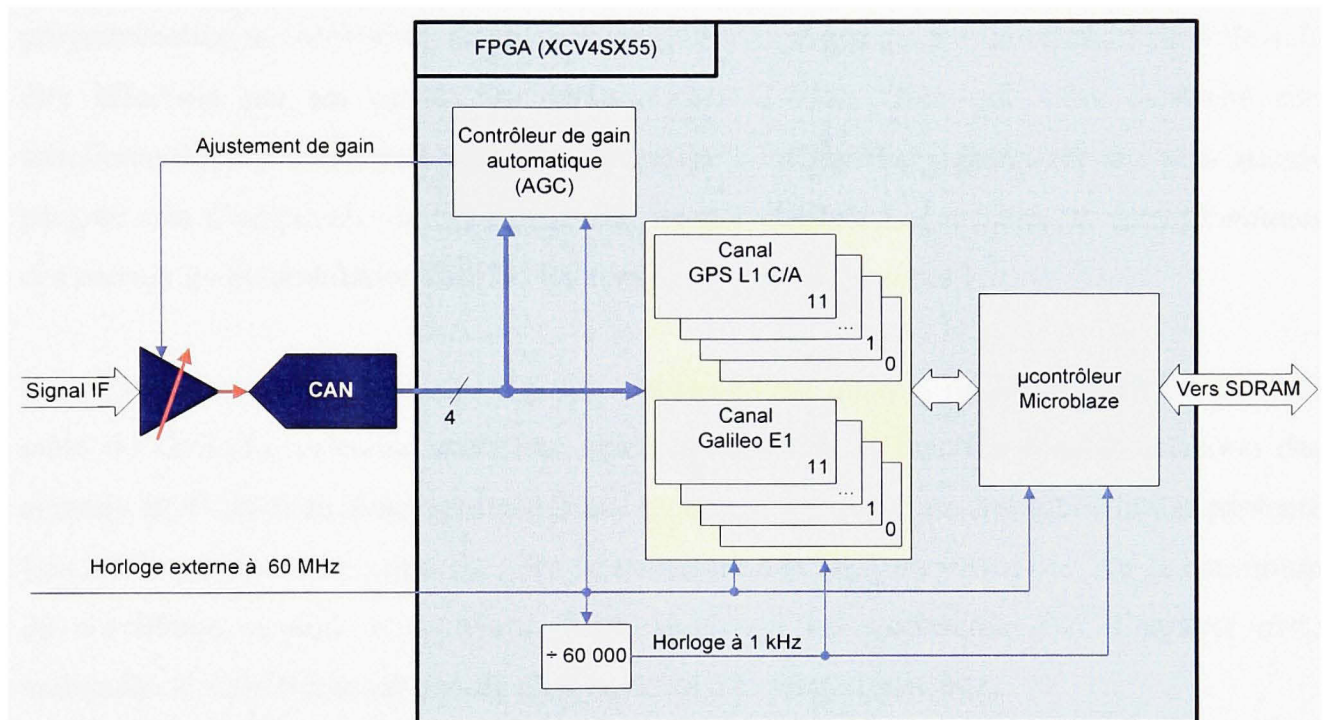 FPGA (XCV4SX55)
Ajustement de gain
Contrôleur de gain
automatique
(AGC)
Canal
GPS L1 C/A
11
...
1
0
Signal IF
CAN
4
Canal
Galileo E1
11
...
1
0
µcontrôleur
Microblaze
Vers SDRAM
Horloge externe à 60 MHz
÷ 60 000
Horloge à 1 kHz